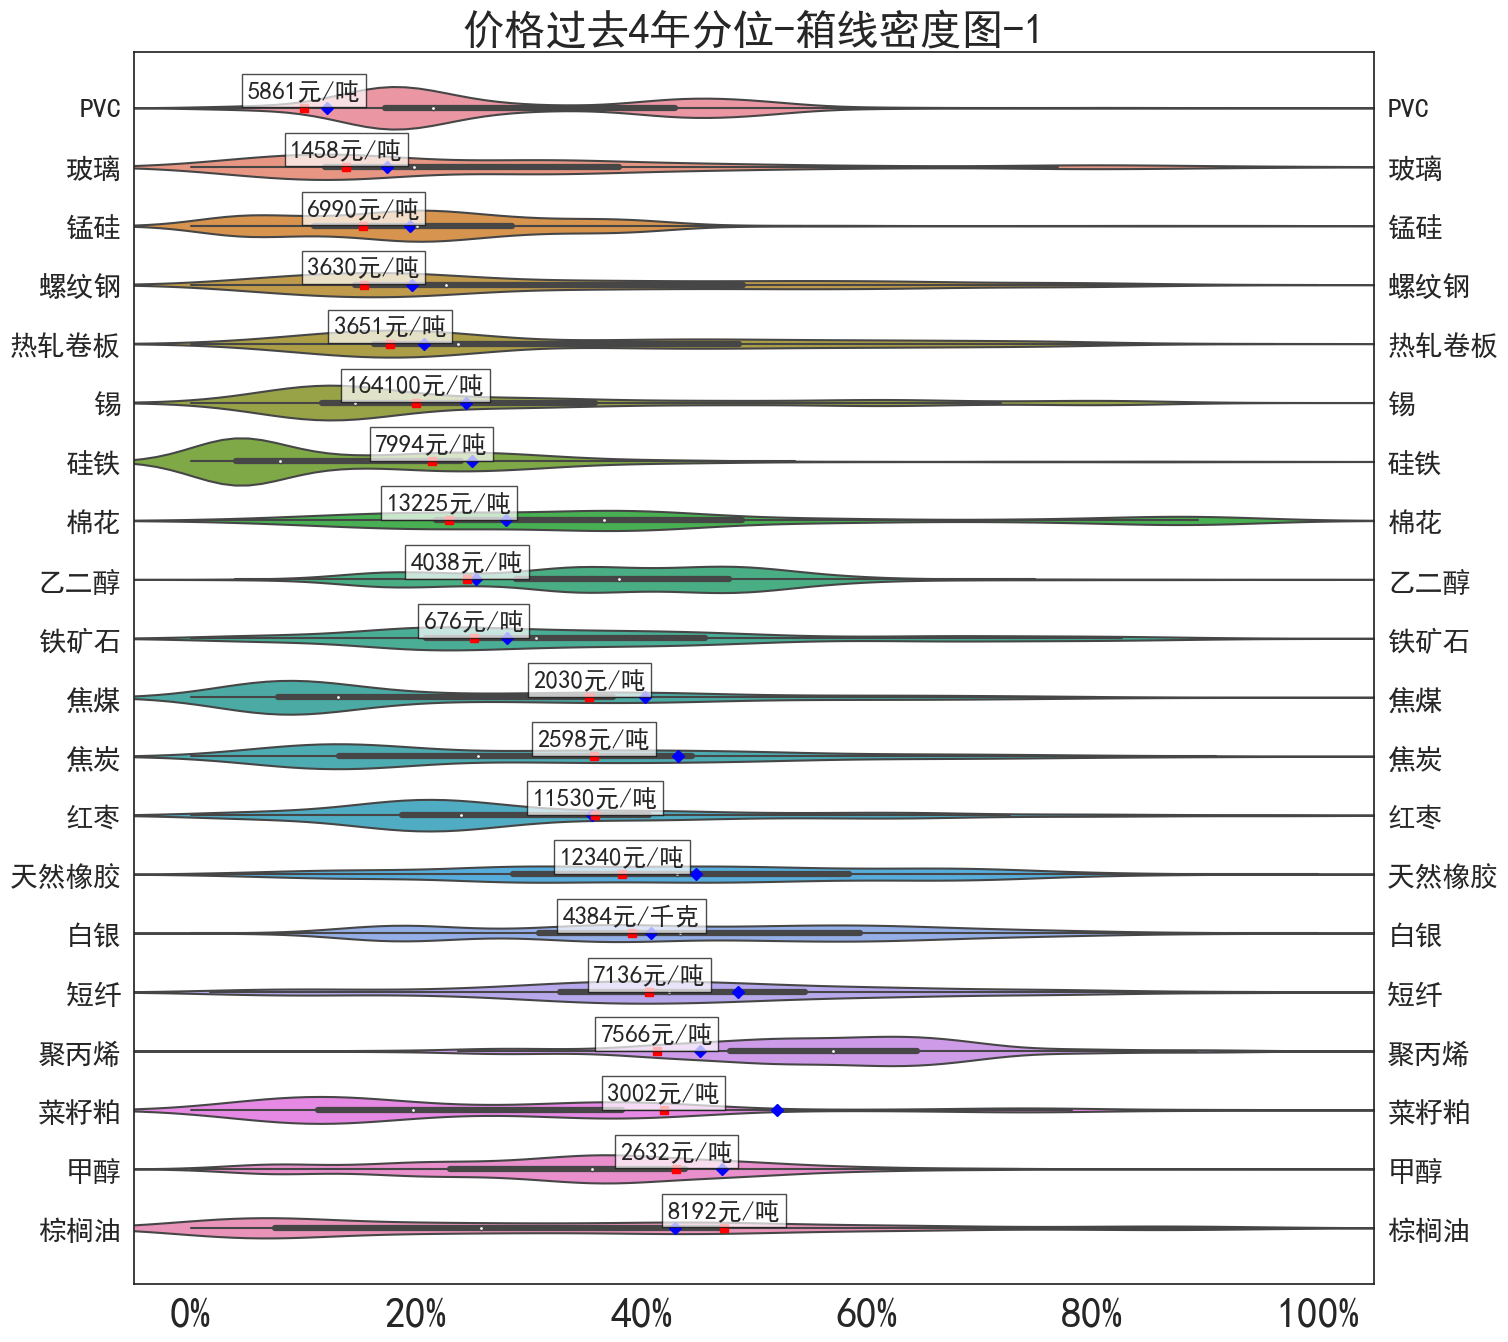 价格过去4年分位-箱线密度图-1
PVC 5861元/吨 PVC
玻璃 1458元/吨 玻璃
锰硅 6990元/吨 锰硅
螺纹钢 3630元/吨 螺纹钢
热轧卷板 3651元/吨 热轧卷板
锡 164100元/吨 锡
硅铁 7994元/吨 硅铁
棉花 13225元/吨 棉花
乙二醇 4038元/吨 乙二醇
铁矿石 676元/吨 铁矿石
焦煤 2030元/吨 焦煤
焦炭 2598元/吨 焦炭
红枣 11530元/吨 红枣
天然橡胶 12340元/吨 天然橡胶
白银 4384元/千克 白银
短纤 7136元/吨 短纤
聚丙烯 7566元/吨 聚丙烯
菜籽粕 3002元/吨 菜籽粕
甲醇 2632元/吨 甲醇
棕榈油 8192元/吨 棕榈油
0% 20% 40% 60% 80% 100%